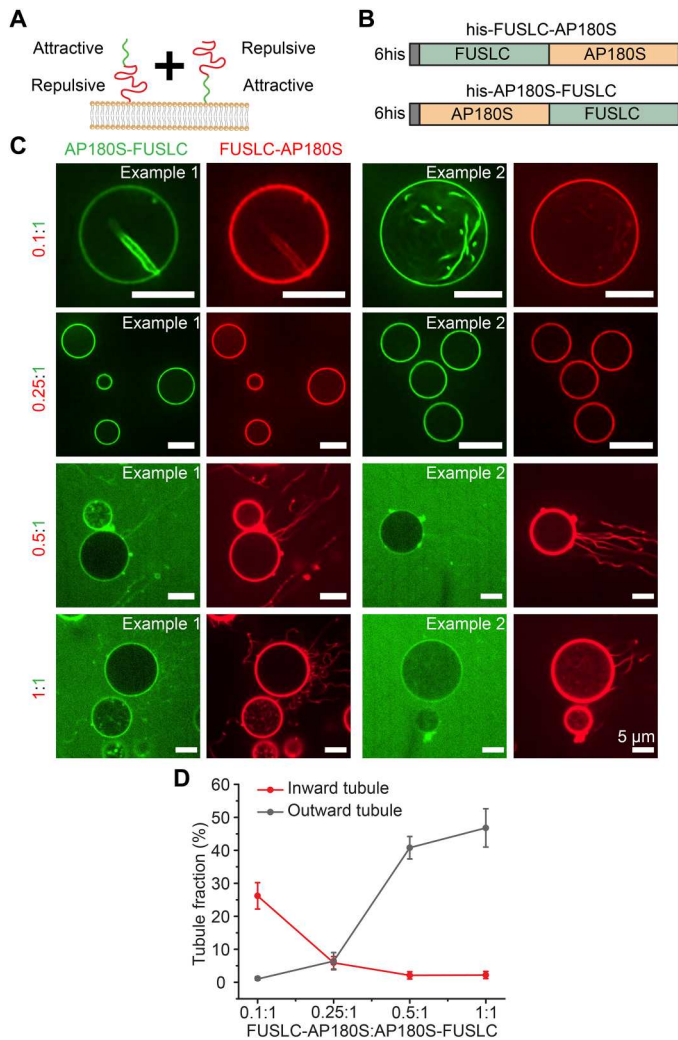 A
Attractive
Repulsive
Repulsive
Attractive
B
his-FUSLC-AP180S
6his FUSLC AP180S
his-AP180S-FUSLC
6his AP180S FUSLC
C
AP180S-FUSLC FUSLC-AP180S
0.1:1
Example 1 Example 2
0.25:1
Example 1 Example 2
0.5:1
Example 1 Example 2
1:1
Example 1 Example 2
5 μm
D
Inward tubule
Outward tubule
Tubule fraction (%)
60
50
40
30
20
10
0
0.1:1 0.25:1 0.5:1 1:1
FUSLC-AP180S:AP180S-FUSLC